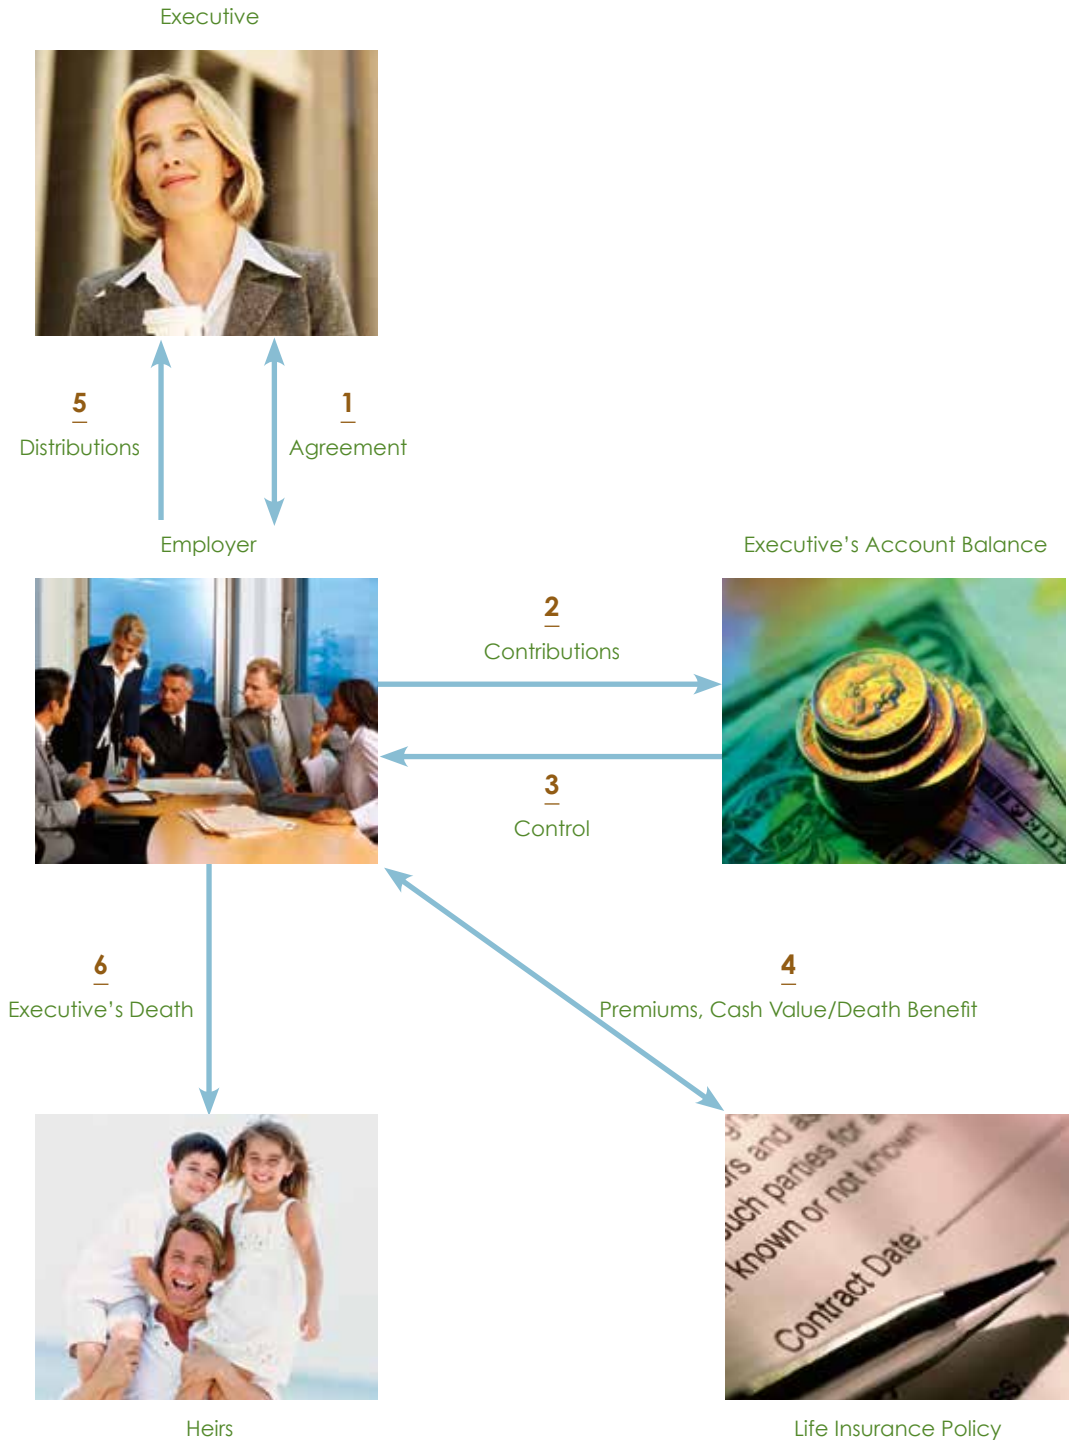 Executive
5
Distributions
1
Agreement
Employer
Executive's Account Balance
2
Contributions
3
Control
6
Executive's Death
4
Premiums, Cash Value/Death Benefit
and
such parties for
known or not known
Contract Date:
Heirs
Life Insurance Policy